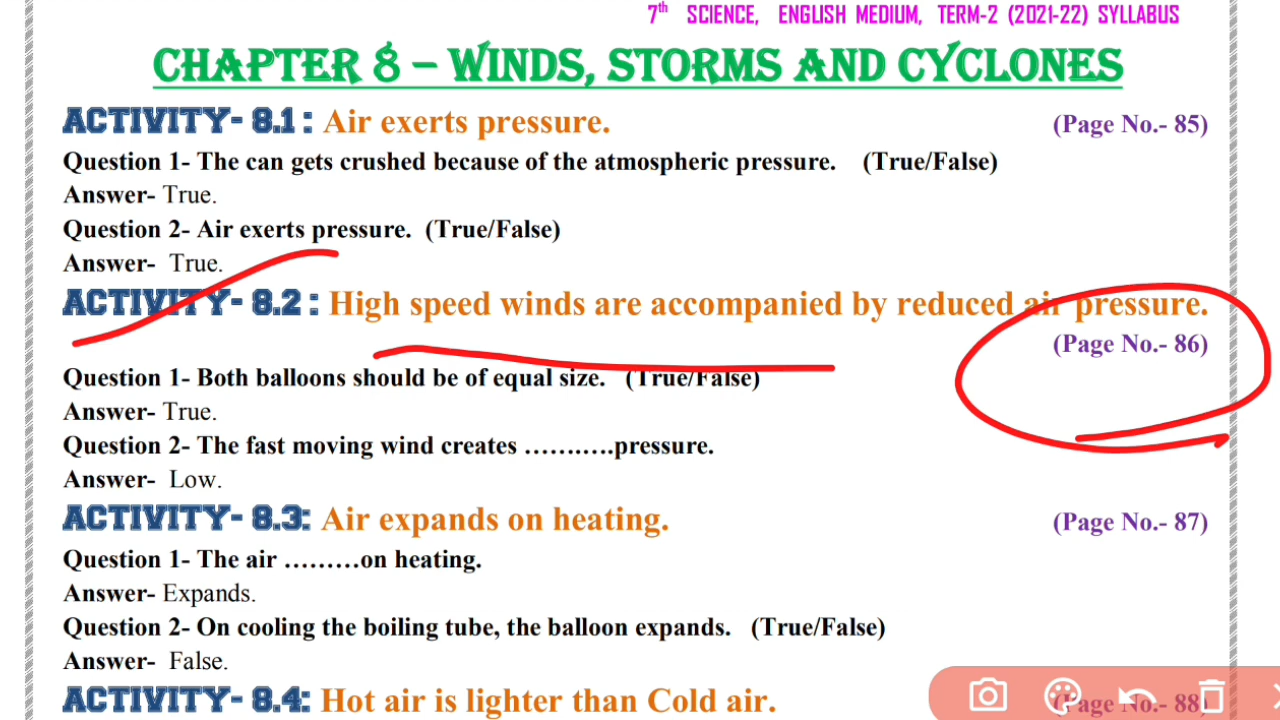 7th SCIENCE, ENGLISH MEDIUM, TERM-2 (2021-22) SYLLABUS
CHAPTER 8 – WINDS, STORMS AND CYCLONES
ACTIVITY- 8.1 : Air exerts pressure. (Page No.- 85)
Question 1- The can gets crushed because of the atmospheric pressure. (True/False)
Answer- True.
Question 2- Air exerts pressure. (True/False)
Answer- True.
ACTIVITY- 8.2 : High speed winds are accompanied by reduced air pressure.
(Page No.- 86)
Question 1- Both balloons should be of equal size. (True/False)
Answer- True.
Question 2- The fast moving wind creates ………..pressure.
Answer- Low.
ACTIVITY- 8.3: Air expands on heating. (Page No.- 87)
Question 1- The air ………on heating.
Answer- Expands.
Question 2- On cooling the boiling tube, the balloon expands. (True/False)
Answer- False.
ACTIVITY- 8.4: Hot air is lighter than Cold air. (Page No.- 88)